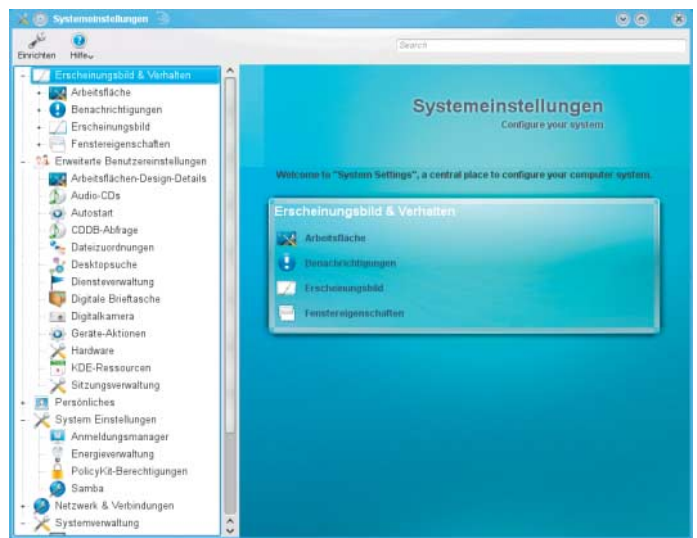 Systemeinstellungen
Einrichten
Hilfe
Search
Erscheinungsbild & Verhalten
Arbeitsfläche
Benachrichtigungen
Erscheinungsbild
Fenstereigenschaften
Erweiterte Benutzereinstellungen
Arbeitsflächen-Design-Details
Audio-CDs
Autostart
CDDB-Abfrage
Dateizuordnungen
Desktopsuche
Diensteverwaltung
Digitale Brieftasche
Digitalkamera
Geräte-Aktionen
Hardware
KDE-Ressourcen
Sitzungsverwaltung
Persönliches
System Einstellungen
Anmeldungsmanager
Energieverwaltung
PolicyKit-Berechtigungen
Samba
Netzwerk & Verbindungen
Systemverwaltung
Systemeinstellungen
Configure your system
Welcome to "System Settings", a central place to configure your computer system.
Erscheinungsbild & Verhalten
Arbeitsfläche
Benachrichtigungen
Erscheinungsbild
Fenstereigenschaften